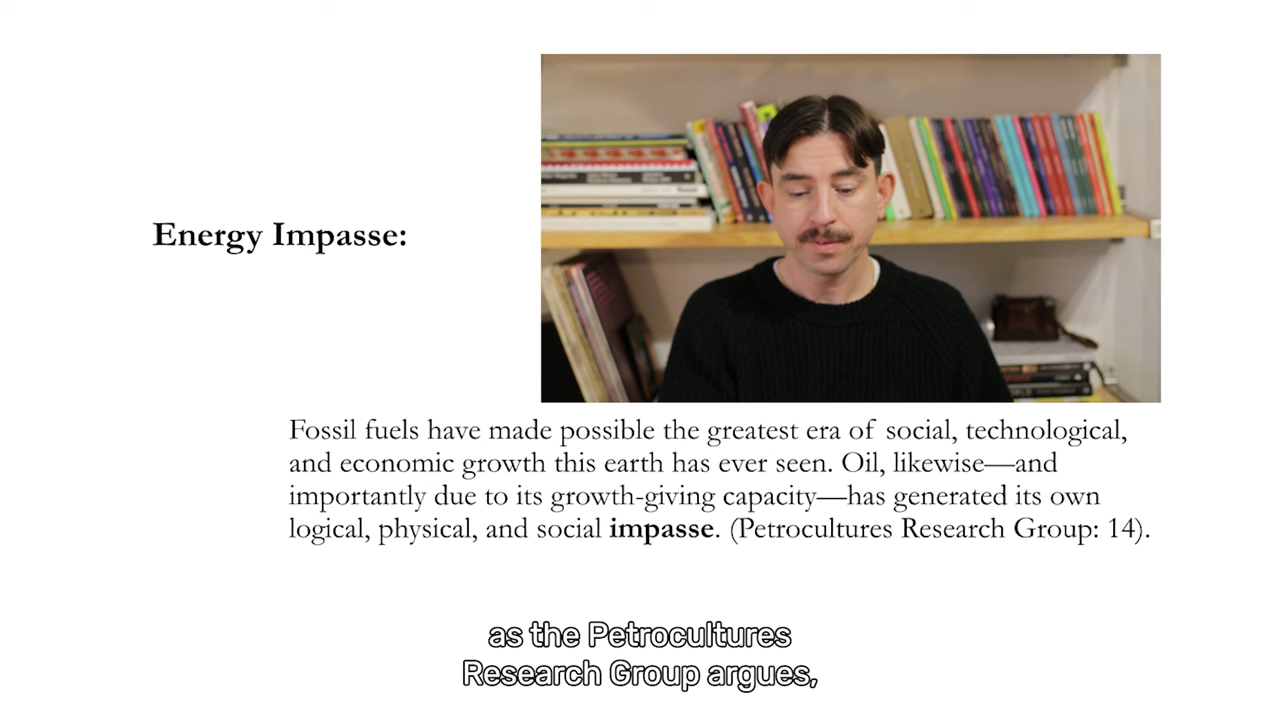 Energy Impasse:
Fossil fuels have made possible the greatest era of social, technological,
and economic growth this earth has ever seen. Oil, likewise—and
importantly due to its growth-giving capacity—has generated its own
logical, physical, and social impasse. (Petrocultures Research Group: 14).
as the Petrocultures
Research Group argues,